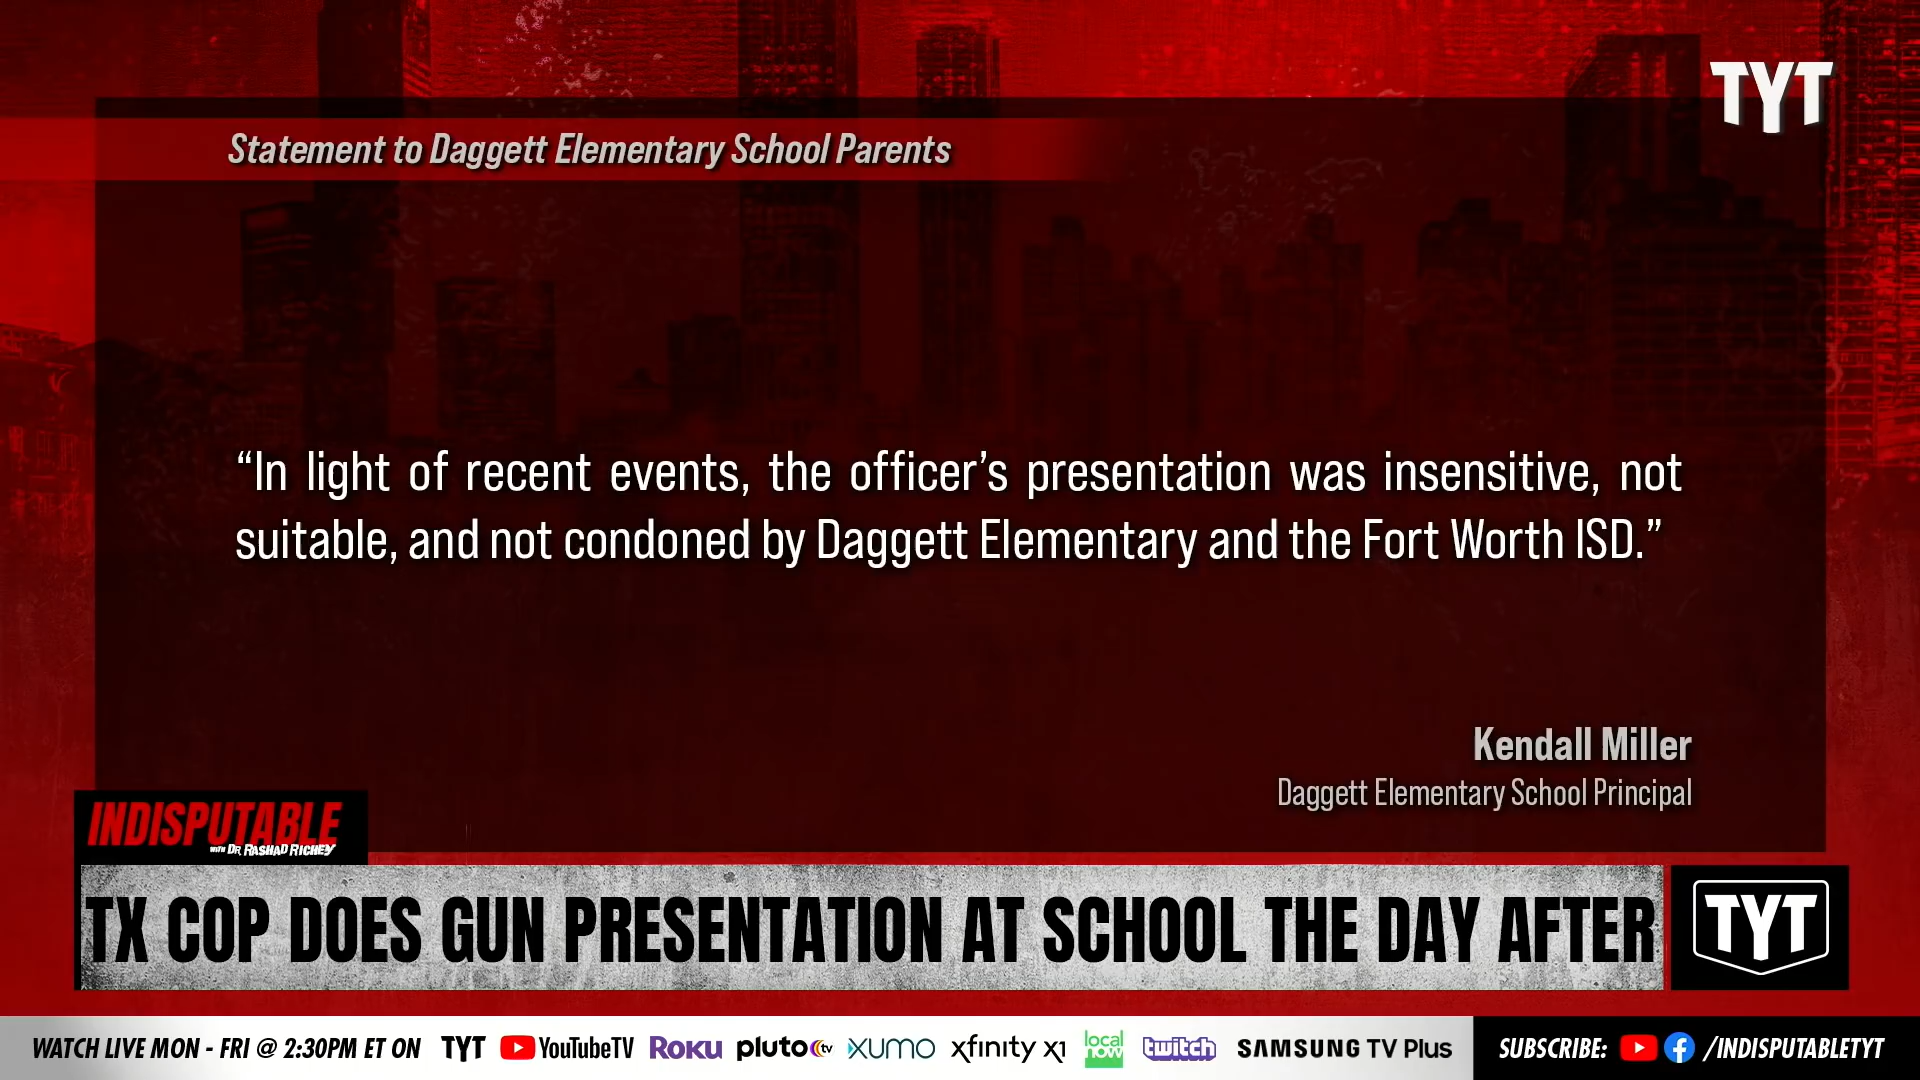 TYT
Statement to Daggett Elementary School Parents
“In light of recent events, the officer’s presentation was insensitive, not
suitable, and not condoned by Daggett Elementary and the Fort Worth ISD.”
Kendall Miller
Daggett Elementary School Principal
INDISPUTABLE
WITH DR. RASHAD RICHEY
TX COP DOES GUN PRESENTATION AT SCHOOL THE DAY AFTER
TYT
WATCH LIVE MON - FRI @ 2:30PM ET ON TYT YouTubeTV ROKU pluto tv XUMO xfinity X1 local now twitch SAMSUNG TV Plus SUBSCRIBE: /INDISPUTABLETYT